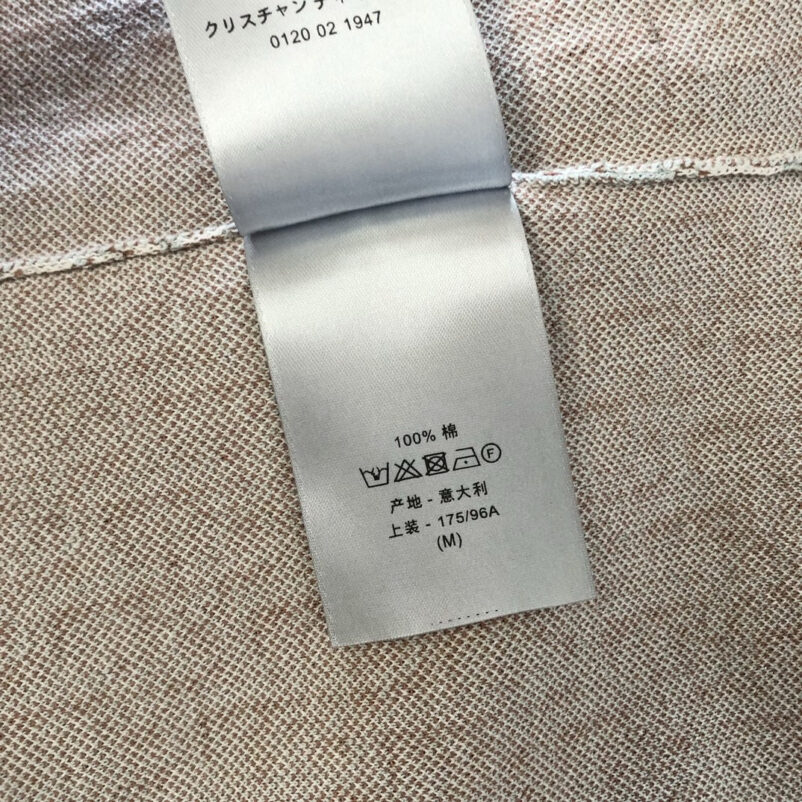 クリスチャン
0120 02 1947
100% 棉
F
产地 - 意大利
上装 - 175/96A
(M)